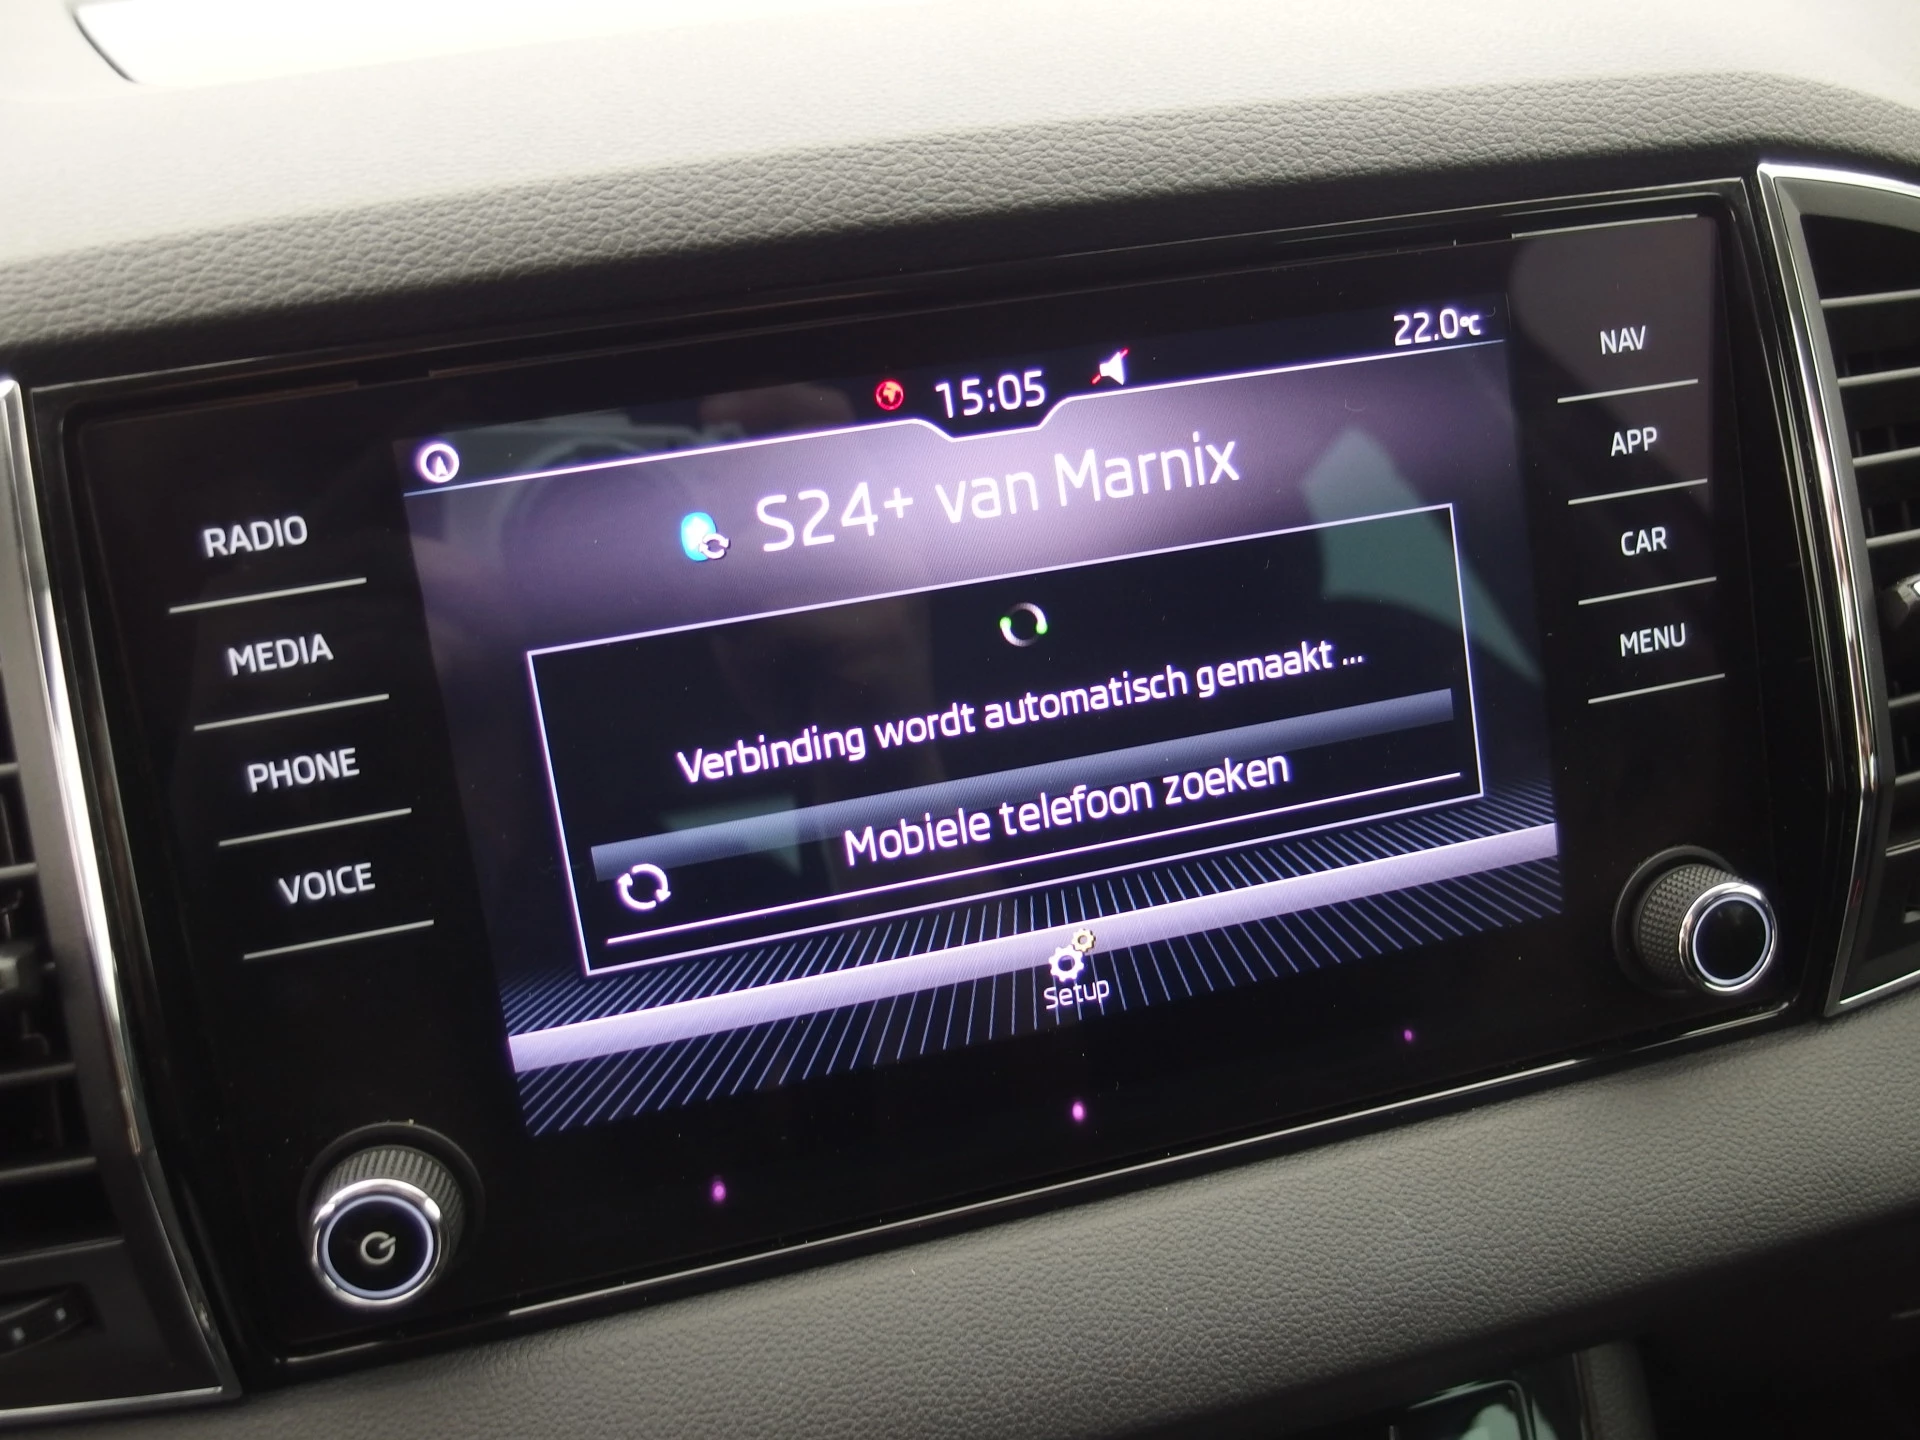 15:05
22.0°C
S24+ van Marnix
Verbinding wordt automatisch gemaakt ...
Mobiele telefoon zoeken
Setup
RADIO
MEDIA
PHONE
VOICE
NAV
APP
CAR
MENU